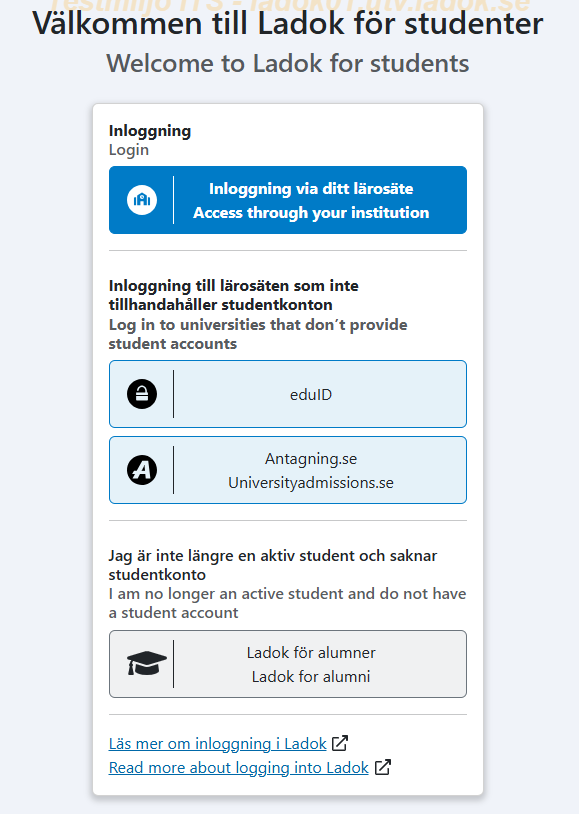 Testmiljö ITS - ladok01.utv.ladok.se
Välkommen till Ladok för studenter
Welcome to Ladok for students
Inloggning
Login
Inloggning via ditt lärosäte
Access through your institution
Inloggning till lärosäten som inte
tillhandahåller studentkonton
Log in to universities that don’t provide
student accounts
eduID
Antagning.se
Universityadmissions.se
Jag är inte längre en aktiv student och saknar
studentkonto
I am no longer an active student and do not have
a student account
Ladok för alumner
Ladok for alumni
Läs mer om inloggning i Ladok
Read more about logging into Ladok